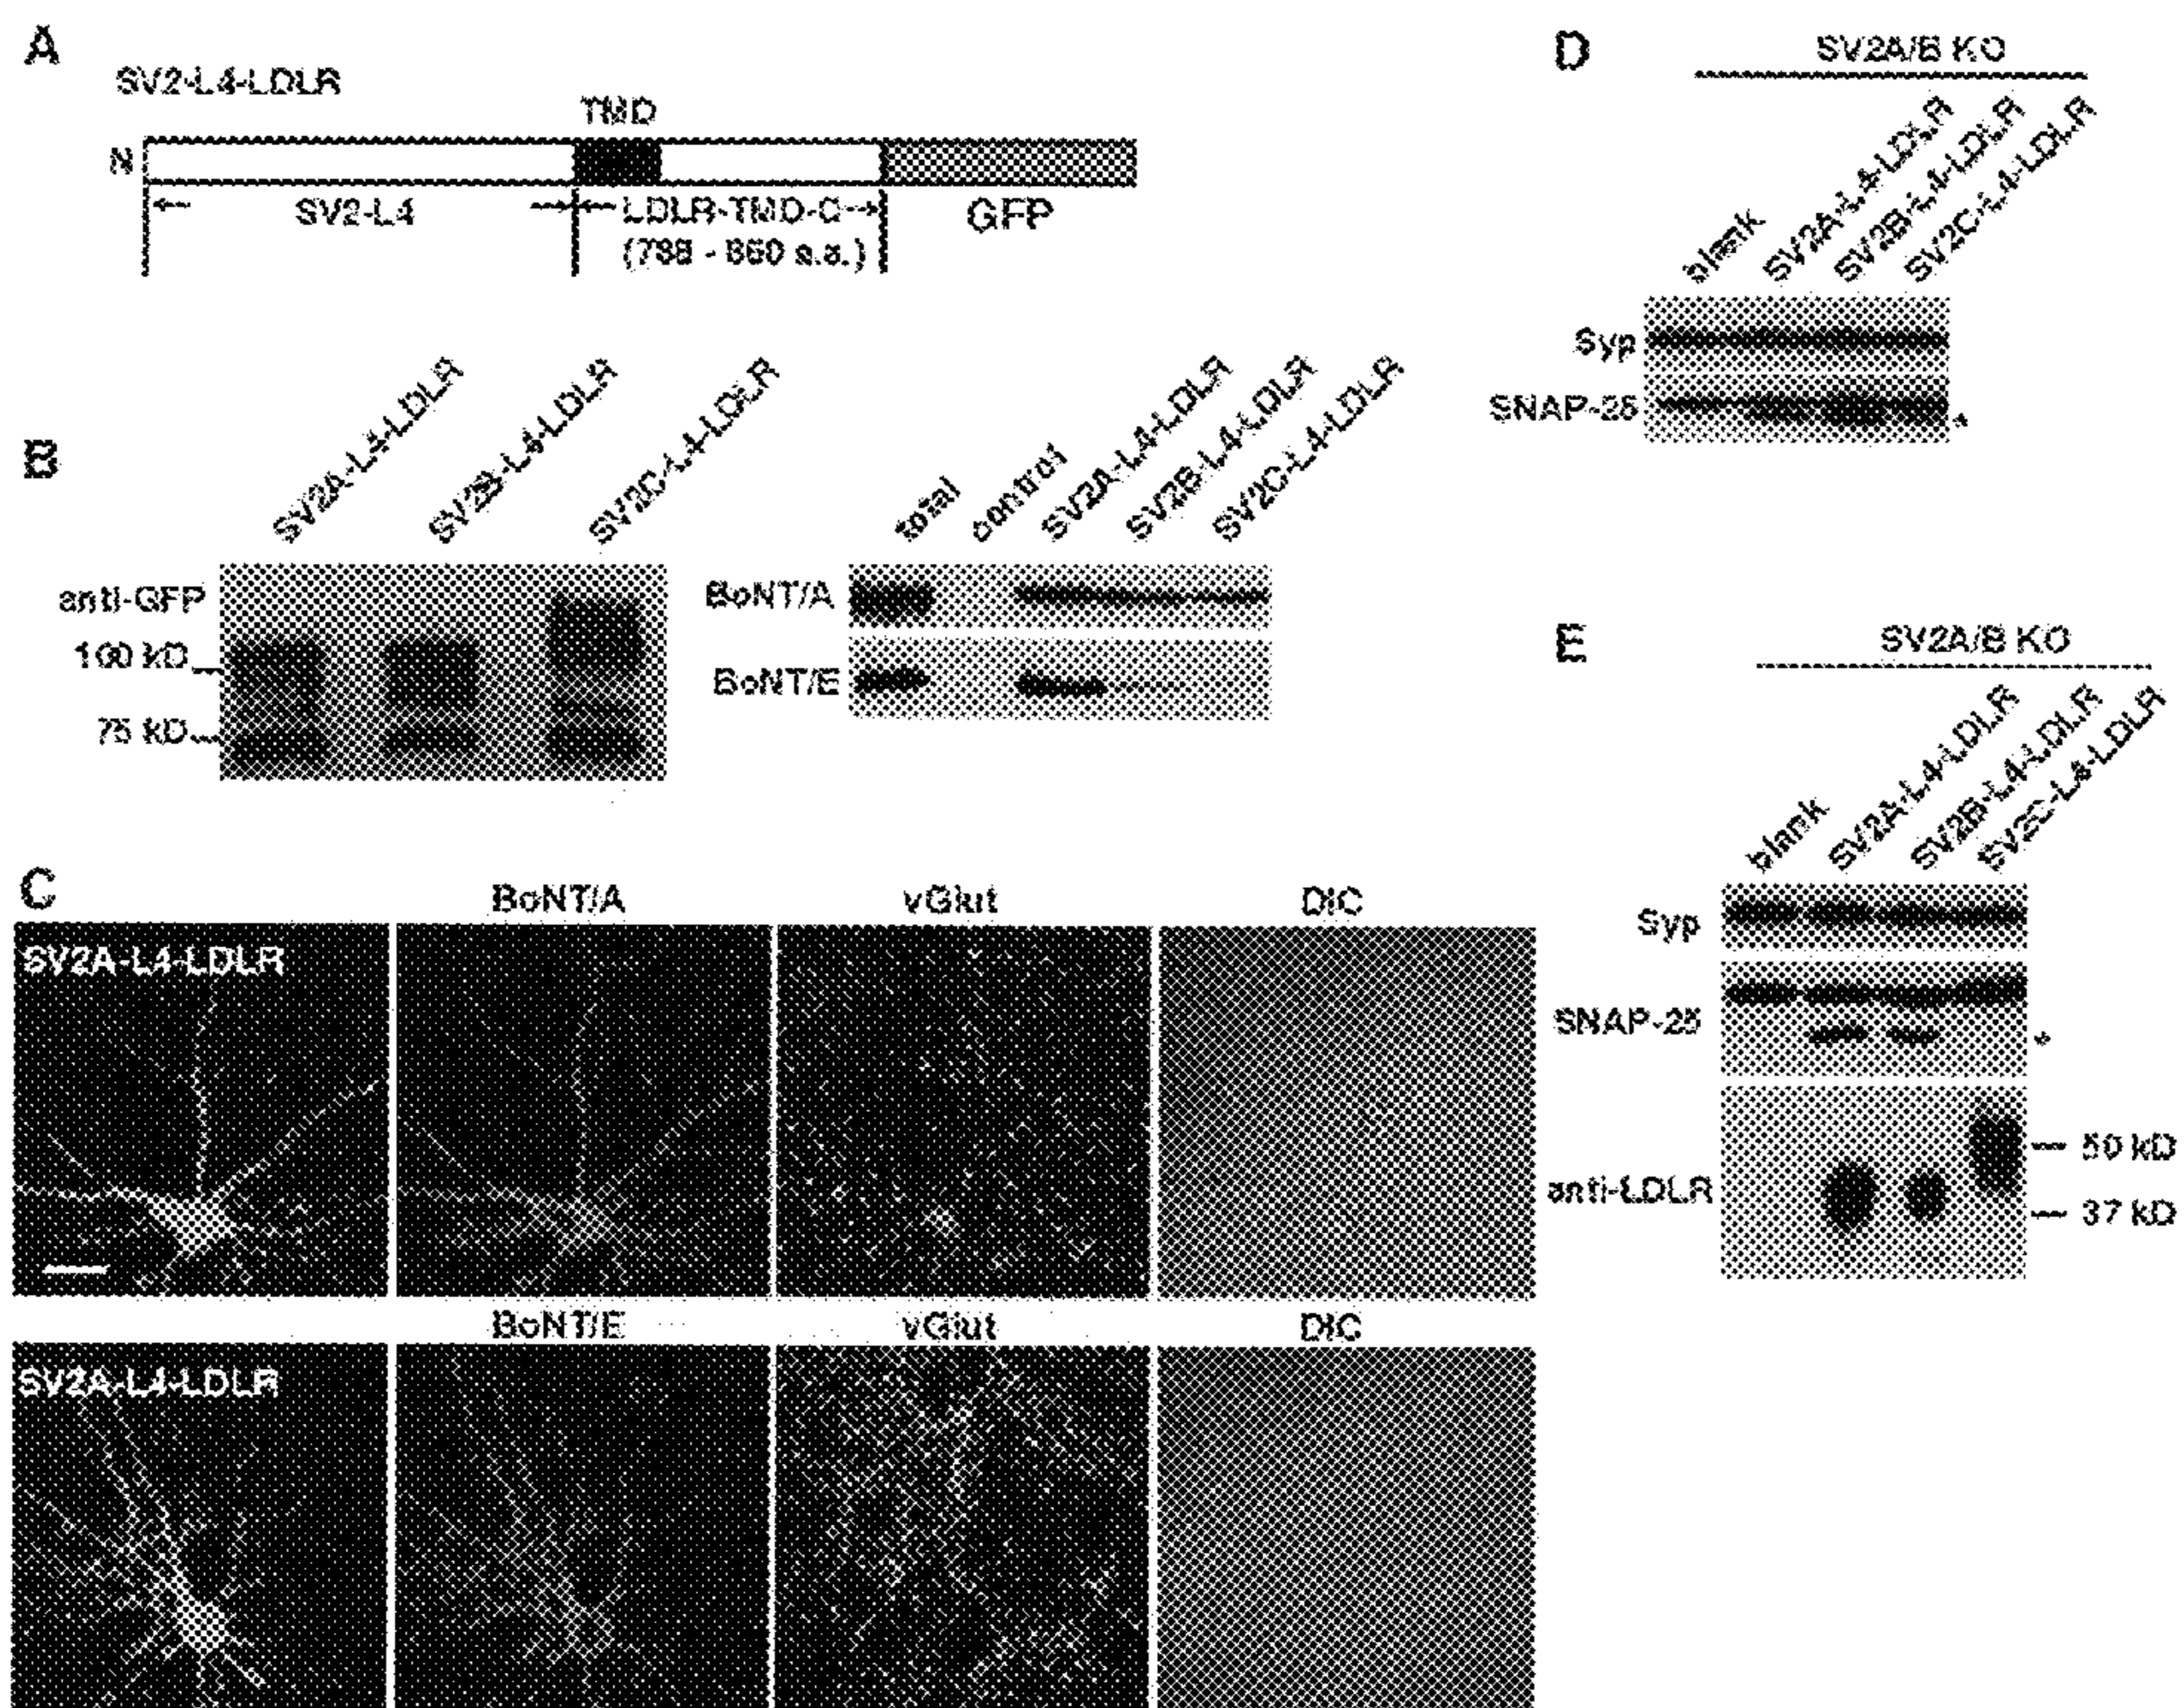 A
SV2-L4-LDLR
TMD
N
SV2-L4
LDLR-TMD-C
GFP
(788 - 860 a.a.)
B
SV2A-L4-LDLR
SV2B-L4-LDLR
SV2C-L4-LDLR
anti-GFP
100 kD
75 kD
total
control
SV2A-L4-LDLR
SV2B-L4-LDLR
SV2C-L4-LDLR
BoNT/A
BoNT/E
C
BoNT/A
vGlut
DIC
SV2A-L4-LDLR
BoNT/E
vGlut
DIC
SV2A-L4-LDLR
D
SV2A/B KO
blank
SV2A-L4-LDLR
SV2B-L4-LDLR
SV2C-L4-LDLR
Syp
SNAP-25
*
E
SV2A/B KO
blank
SV2A-L4-LDLR
SV2B-L4-LDLR
SV2C-L4-LDLR
Syp
SNAP-25
*
anti-LDLR
50 kD
37 kD